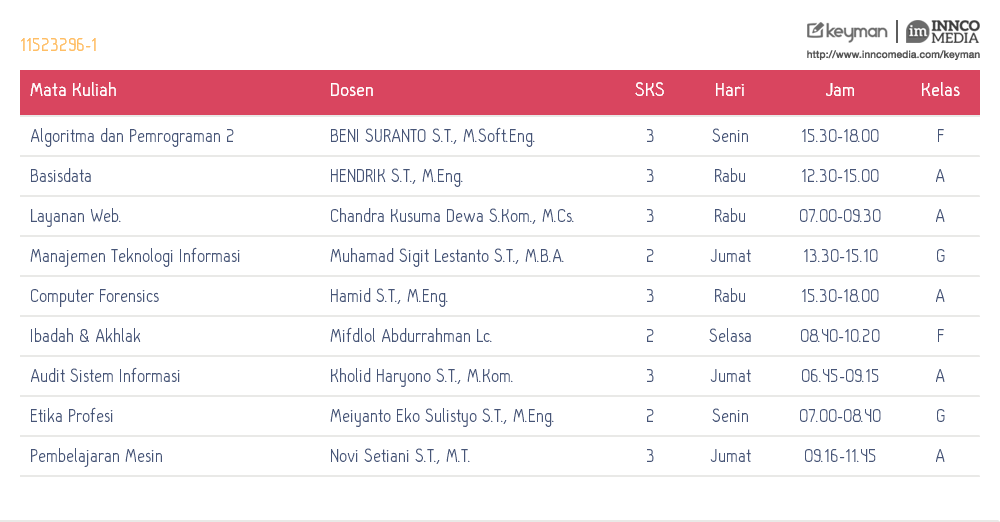 keyman | im INNCO MEDIA
11523296-1
http://www.inncomedia.com/keyman
Mata Kuliah Dosen SKS Hari Jam Kelas
Algoritma dan Pemrograman 2 BENI SURANTO S.T., M.Soft.Eng. 3 Senin 15.30-18.00 F
Basisdata HENDRIK S.T., M.Eng. 3 Rabu 12.30-15.00 A
Layanan Web. Chandra Kusuma Dewa S.Kom., M.Cs. 3 Rabu 07.00-09.30 A
Manajemen Teknologi Informasi Muhamad Sigit Lestanto S.T., M.B.A. 2 Jumat 13.30-15.10 G
Computer Forensics Hamid S.T., M.Eng. 3 Rabu 15.30-18.00 A
Ibadah & Akhlak Mifdlol Abdurrahman Lc. 2 Selasa 08.40-10.20 F
Audit Sistem Informasi Kholid Haryono S.T., M.Kom. 3 Jumat 06.45-09.15 A
Etika Profesi Meiyanto Eko Sulistyo S.T., M.Eng. 2 Senin 07.00-08.40 G
Pembelajaran Mesin Novi Setiani S.T., M.T. 3 Jumat 09.16-11.45 A